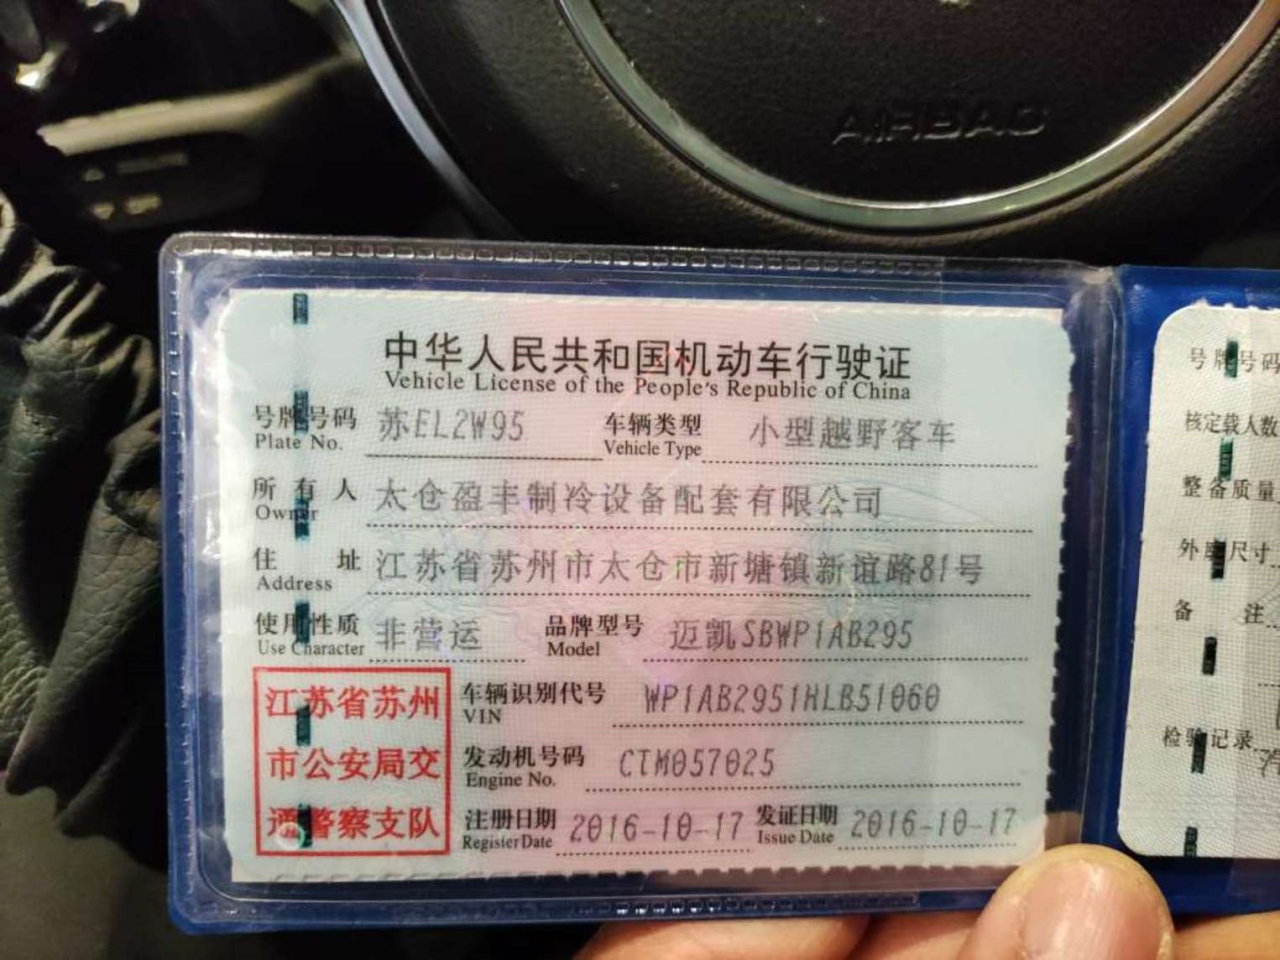 AIRBAG
中华人民共和国机动车行驶证
Vehicle License of the People's Republic of China
号牌号码 苏EL2W95 车辆类型 小型越野客车
Plate No. Vehicle Type
所有人 太仓盈丰制冷设备配套有限公司
Owner
住址 江苏省苏州市太仓市新塘镇新谊路81号
Address
使用性质 非营运 品牌型号 迈凯SBWP1AB295
Use Character Model
江苏省苏州
市公安局交
通警察支队
车辆识别代号 WP1AB2951HLB51060
VIN
发动机号码 CTM057025
Engine No.
注册日期 2016-10-17 发证日期 2016-10-17
Register Date Issue Date
号牌号码
核定载人数
整备质量
外廓尺寸
备注
检验记录